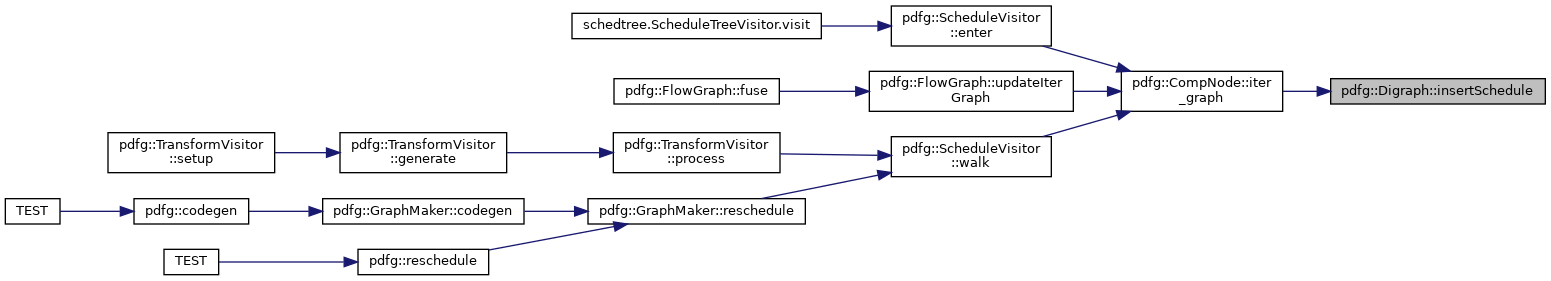 schedtree.ScheduleTreeVisitor.visit
pdfg::ScheduleVisitor
::enter
pdfg::FlowGraph::fuse
pdfg::FlowGraph::updateIter
Graph
pdfg::CompNode::iter
_graph
pdfg::Digraph::insertSchedule
pdfg::TransformVisitor
::setup
pdfg::TransformVisitor
::generate
pdfg::TransformVisitor
::process
pdfg::ScheduleVisitor
::walk
TEST
pdfg::codegen
pdfg::GraphMaker::codegen
pdfg::GraphMaker::reschedule
TEST
pdfg::reschedule